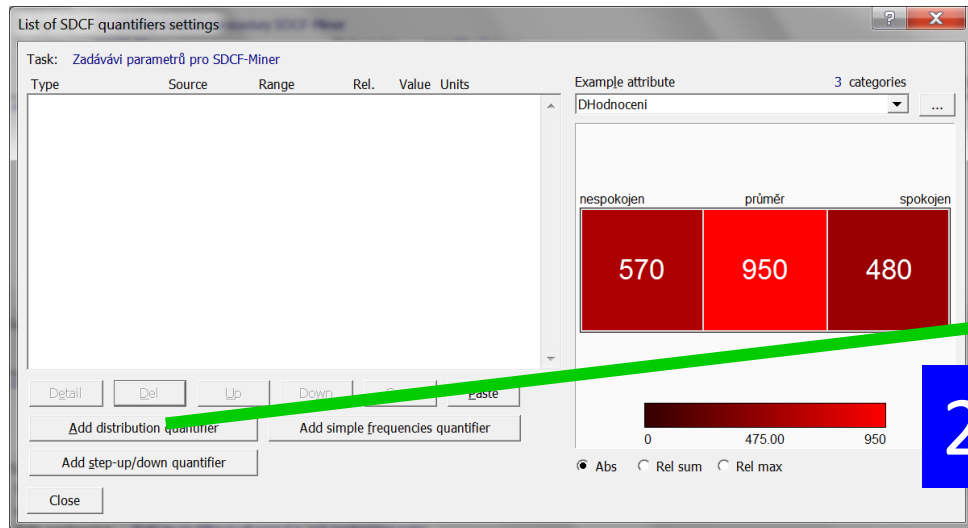 List of SDCF quantifiers settings
Task: Zadávávi parametrů pro SDCF-Miner
Type Source Range Rel. Value Units
Example attribute 3 categories
DHodnoceni ...
nespokojen průměr spokojen
570 950 480
Detail Del Up Down Paste
Add distribution quantifier Add simple frequencies quantifier
Add step-up/down quantifier
0 475.00 950
Abs Rel sum Rel max
Close
2